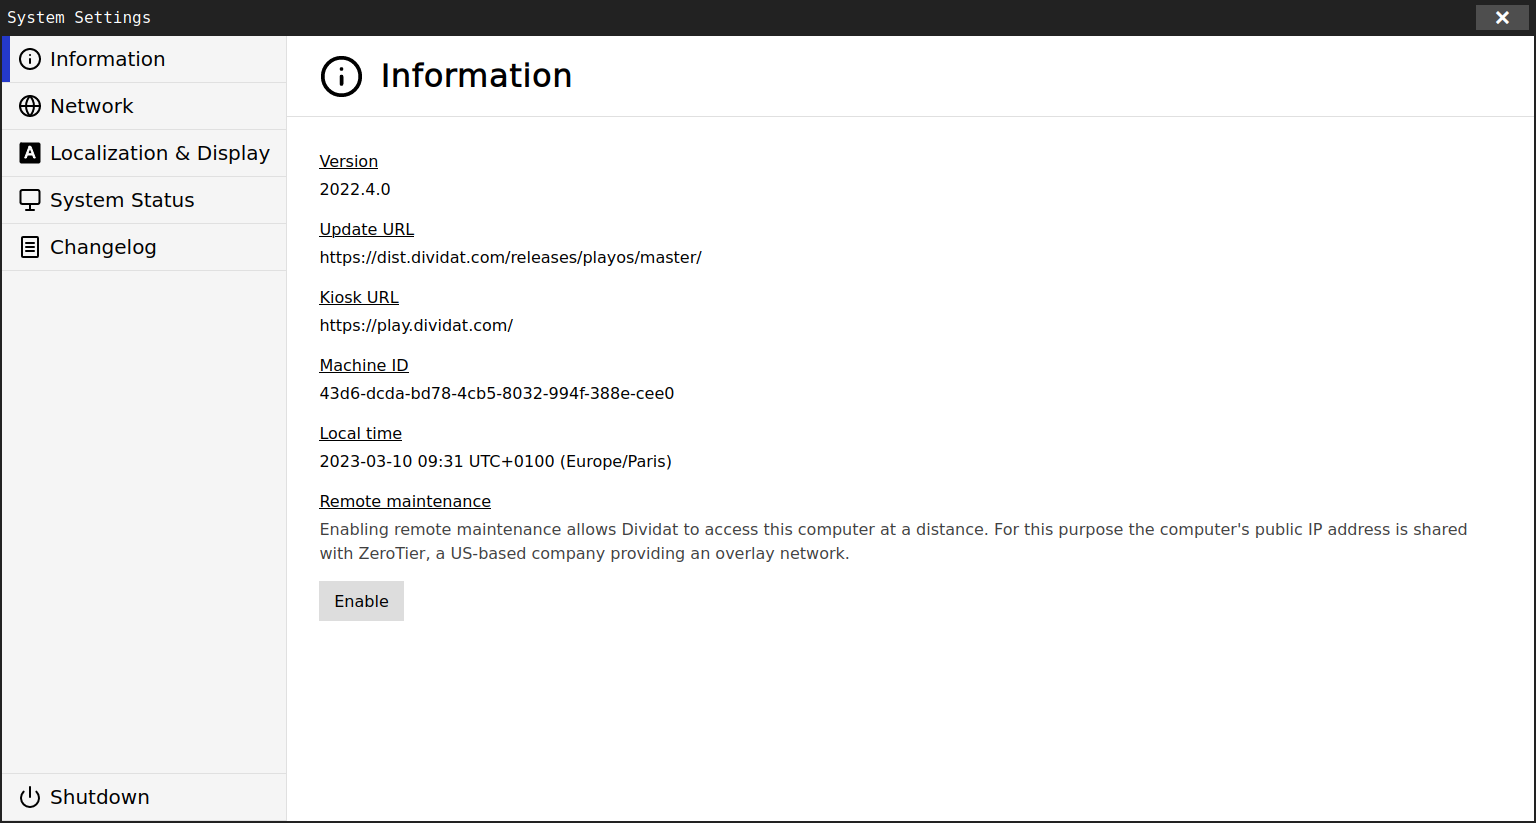 System Settings
Information
Network
Localization & Display
System Status
Changelog
Shutdown
Information
Version
2022.4.0
Update URL
https://dist.dividat.com/releases/playos/master/
Kiosk URL
https://play.dividat.com/
Machine ID
43d6-dcda-bd78-4cb5-8032-994f-388e-cee0
Local time
2023-03-10 09:31 UTC+0100 (Europe/Paris)
Remote maintenance
Enabling remote maintenance allows Dividat to access this computer at a distance. For this purpose the computer's public IP address is shared
with ZeroTier, a US-based company providing an overlay network.
Enable